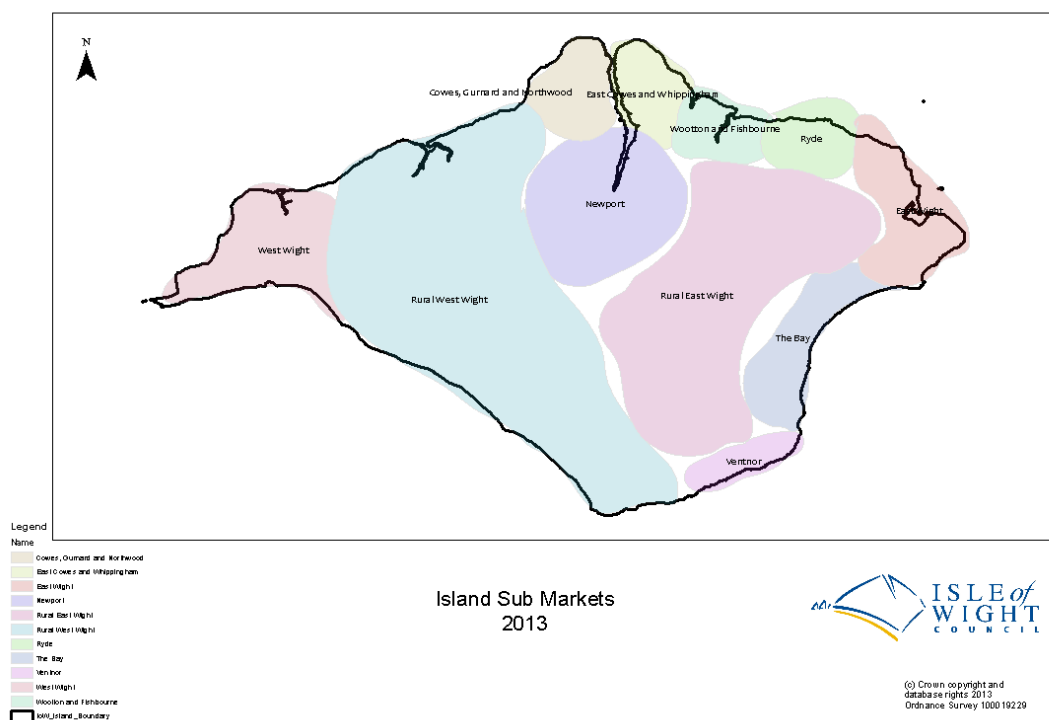 N
Cowes, Gurnard and Northwood
East Cowes and Whippingham
Wootton and Fishbourne
Ryde
East Wight
Newport
West Wight
Rural West Wight
Rural East Wight
The Bay
Ventnor
Legend
Name
Cowes, Gurnard and Northwood
East Cowes and Whippingham
East Wight
Newport
Rural East Wight
Rural West Wight
Ryde
The Bay
Ventnor
West Wight
Wootton and Fishbourne
IoW_Island_Boundary
Island Sub Markets
2013
ISLE of
WIGHT
COUNCIL
(c) Crown copyright and
database rights 2013
Ordnance Survey 100019229